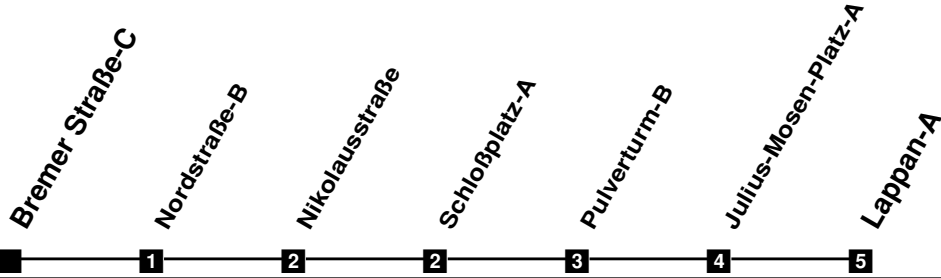 Bremer Straße-C
Nordstraße-B
Nikolausstraße
Schloßplatz-A
Pulverturm-B
Julius-Mosen-Platz-A
Lappan-A
1 2 2 3 4 5